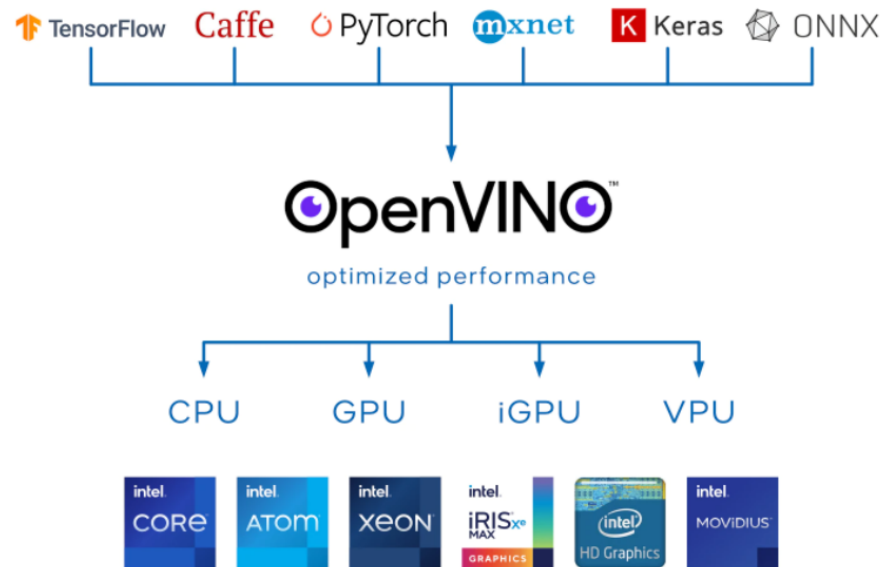 TensorFlow Caffe PyTorch mxnet K Keras ONNX
OpenVINO™
optimized performance
CPU GPU iGPU VPU
intel. CORE
intel. ATOM
intel. XEON
intel. iRIS Xe MAX GRAPHICS
intel HD Graphics
intel. MOVIDIUS